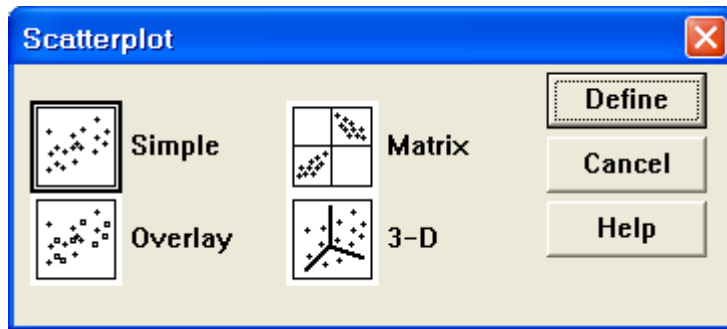 Scatterplot
Simple
Matrix
Overlay
3-D
Define
Cancel
Help